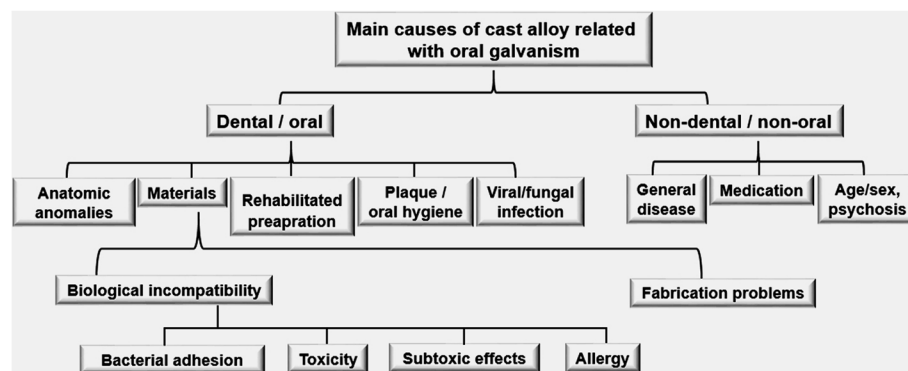 Main causes of cast alloy related
with oral galvanism
Dental / oral
Non-dental / non-oral
Anatomic
anomalies
Materials
Rehabilitated
preapration
Plaque /
oral hygiene
Viral/fungal
infection
General
disease
Medication
Age/sex,
psychosis
Biological incompatibility
Fabrication problems
Bacterial adhesion
Toxicity
Subtoxic effects
Allergy